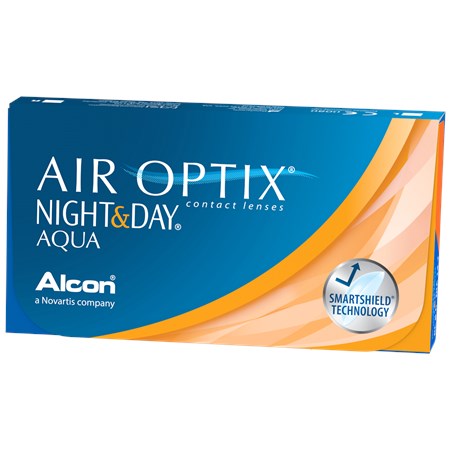 AIR OPTIX®
contact lenses
NIGHT&DAY®
AQUA
Alcon®
a Novartis company
SMARTSHIELD®
TECHNOLOGY